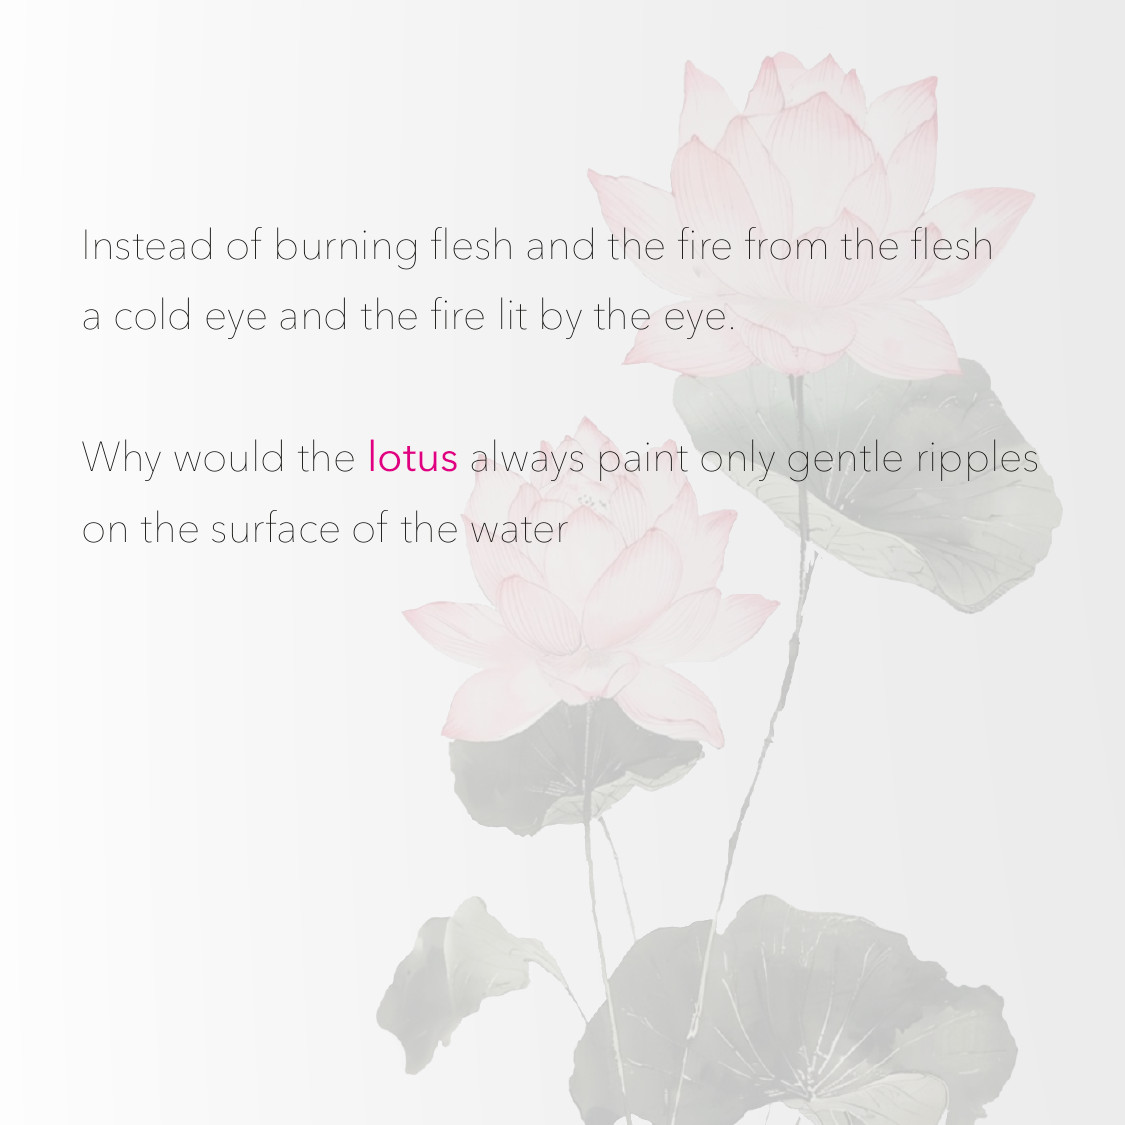 Instead of burning flesh and the fire from the flesh
a cold eye and the fire lit by the eye.
Why would the lotus always paint only gentle ripples
on the surface of the water